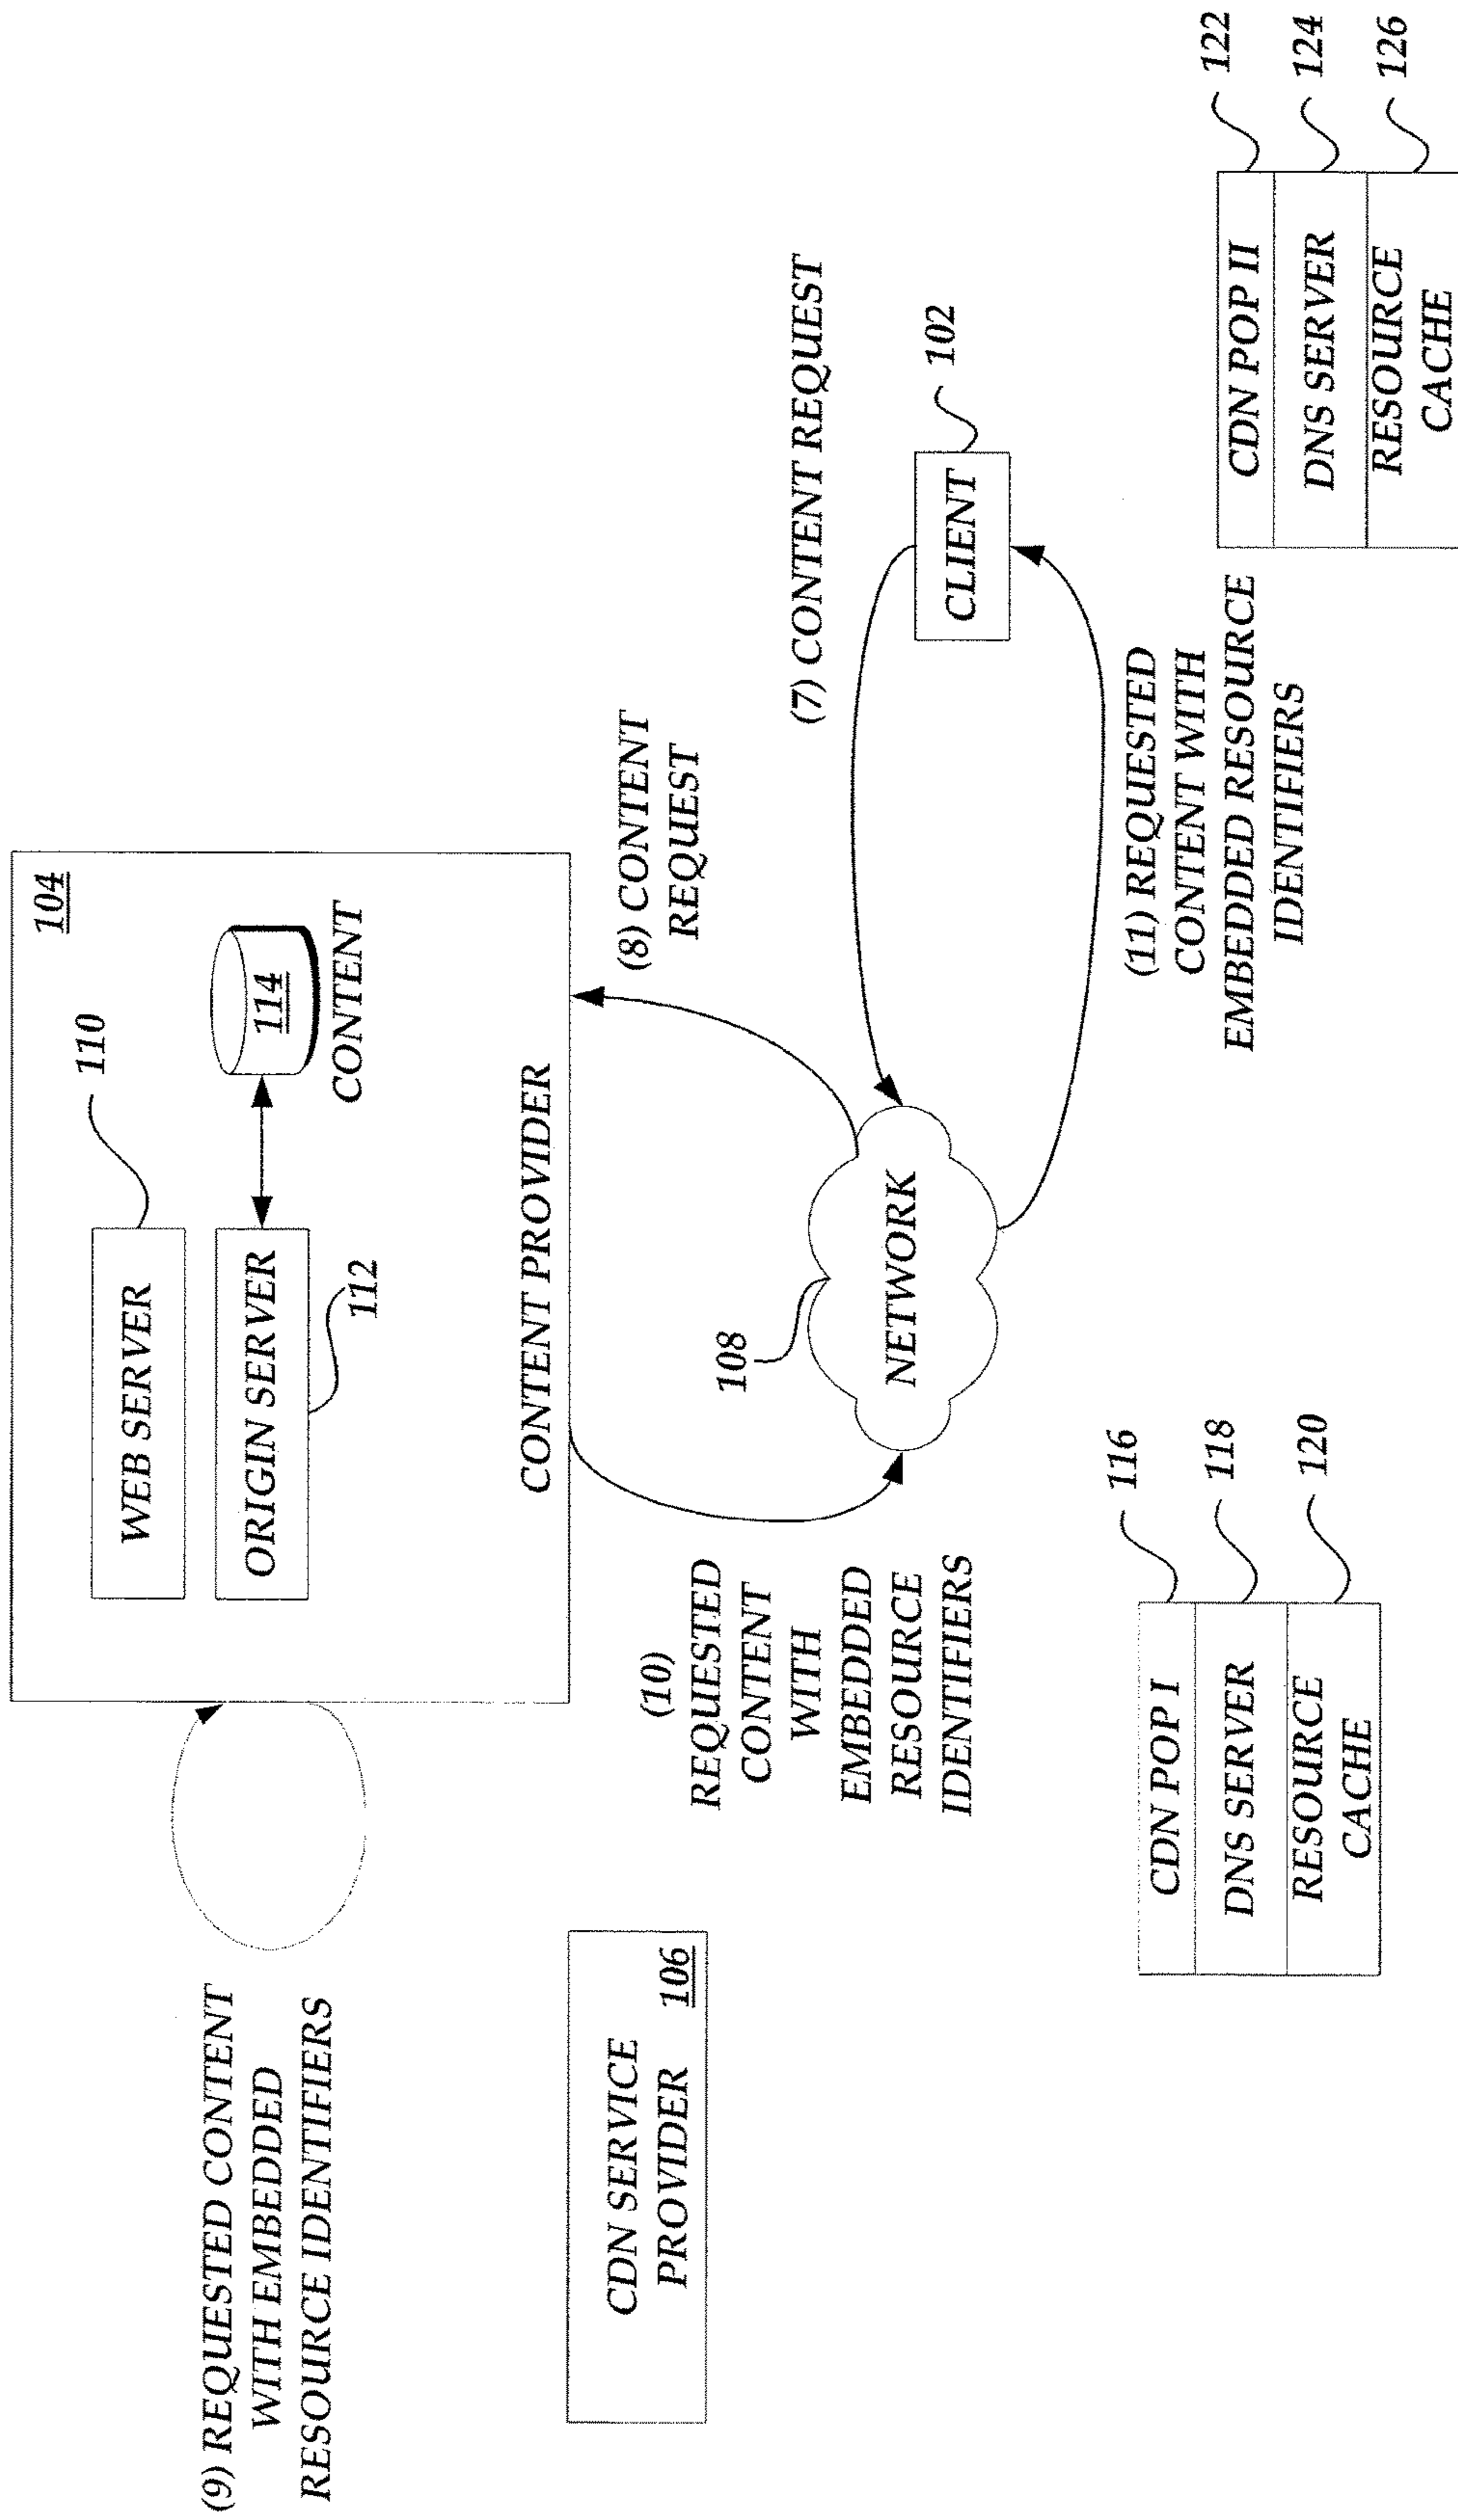 (9) REQUESTED CONTENT
WITH EMBEDDED
RESOURCE IDENTIFIERS
104
WEB SERVER
110
ORIGIN SERVER
112
114
CONTENT
CONTENT PROVIDER
CDN SERVICE
PROVIDER
106
(10)
REQUESTED
CONTENT
WITH
EMBEDDED
RESOURCE
IDENTIFIERS
(8) CONTENT
REQUEST
108
NETWORK
(7) CONTENT REQUEST
CLIENT
102
(11) REQUESTED
CONTENT WITH
EMBEDDED RESOURCE
IDENTIFIERS
CDN POP I
116
DNS SERVER
118
RESOURCE
CACHE
120
CDN POP II
122
DNS SERVER
124
RESOURCE
CACHE
126